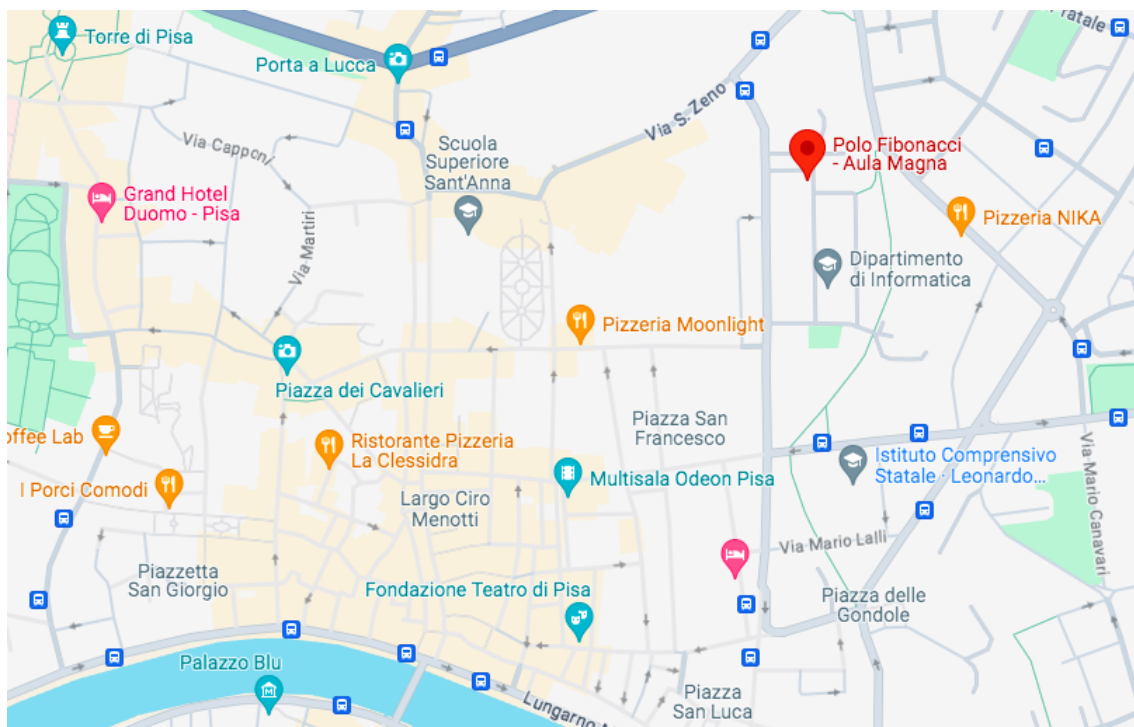 Torre di Pisa
Porta a Lucca
Pratale
Via S. Zeno
Scuola
Superiore
Sant'Anna
Via Capponi
Polo Fibonacci
- Aula Magna
Grand Hotel
Duomo - Pisa
Pizzeria NIKA
Via Martiri
Dipartimento
di Informatica
Pizzeria Moonlight
Piazza dei Cavalieri
Piazza San
Francesco
offee Lab
Ristorante Pizzeria
La Clessidra
Istituto Comprensivo
Statale - Leonardo...
Multisala Odeon Pisa
I Porci Comodi
Largo Ciro
Menotti
Via Mario Canavari
Via Mario Lalli
Piazzetta
San Giorgio
Fondazione Teatro di Pisa
Piazza delle
Gondole
Palazzo Blu
Lungarno
Piazza
San Luca